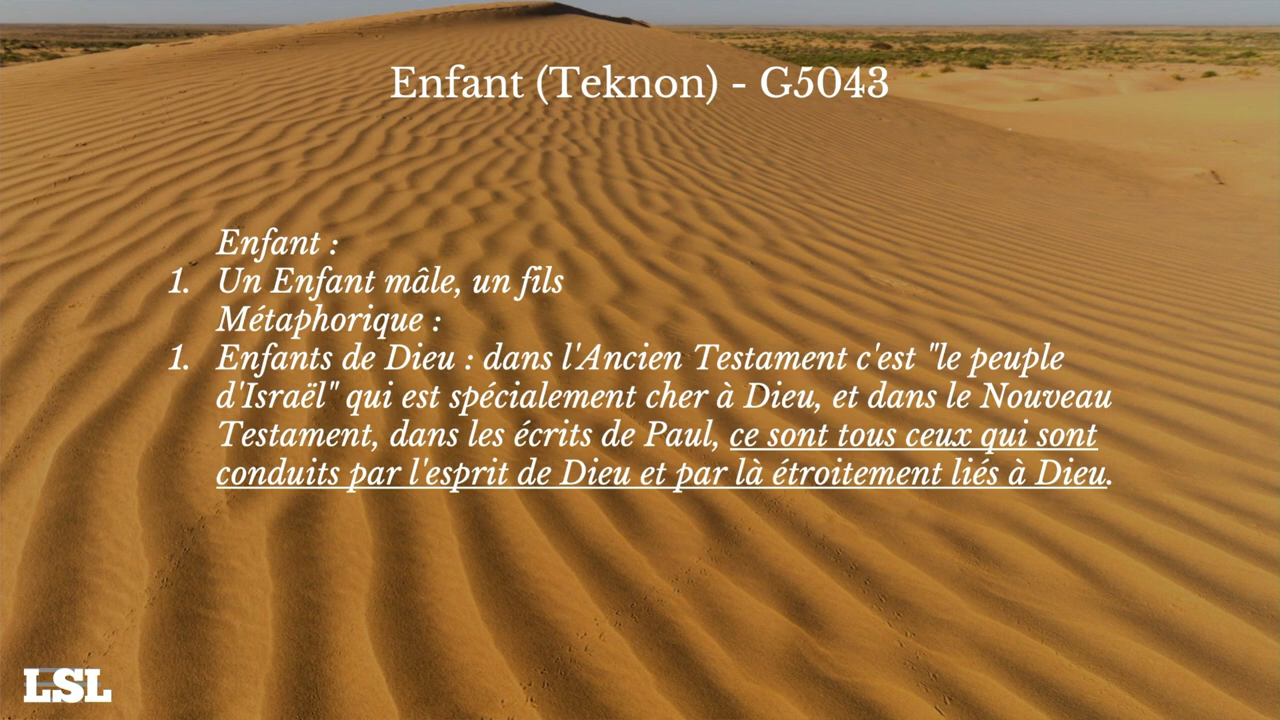 Enfant (Teknon) - G5043
Enfant :
1. Un Enfant mâle, un fils
Métaphorique :
1. Enfants de Dieu : dans l'Ancien Testament c'est "le peuple
d'Israël" qui est spécialement cher à Dieu, et dans le Nouveau
Testament, dans les écrits de Paul, ce sont tous ceux qui sont
conduits par l'esprit de Dieu et par là étroitement liés à Dieu.
LSL